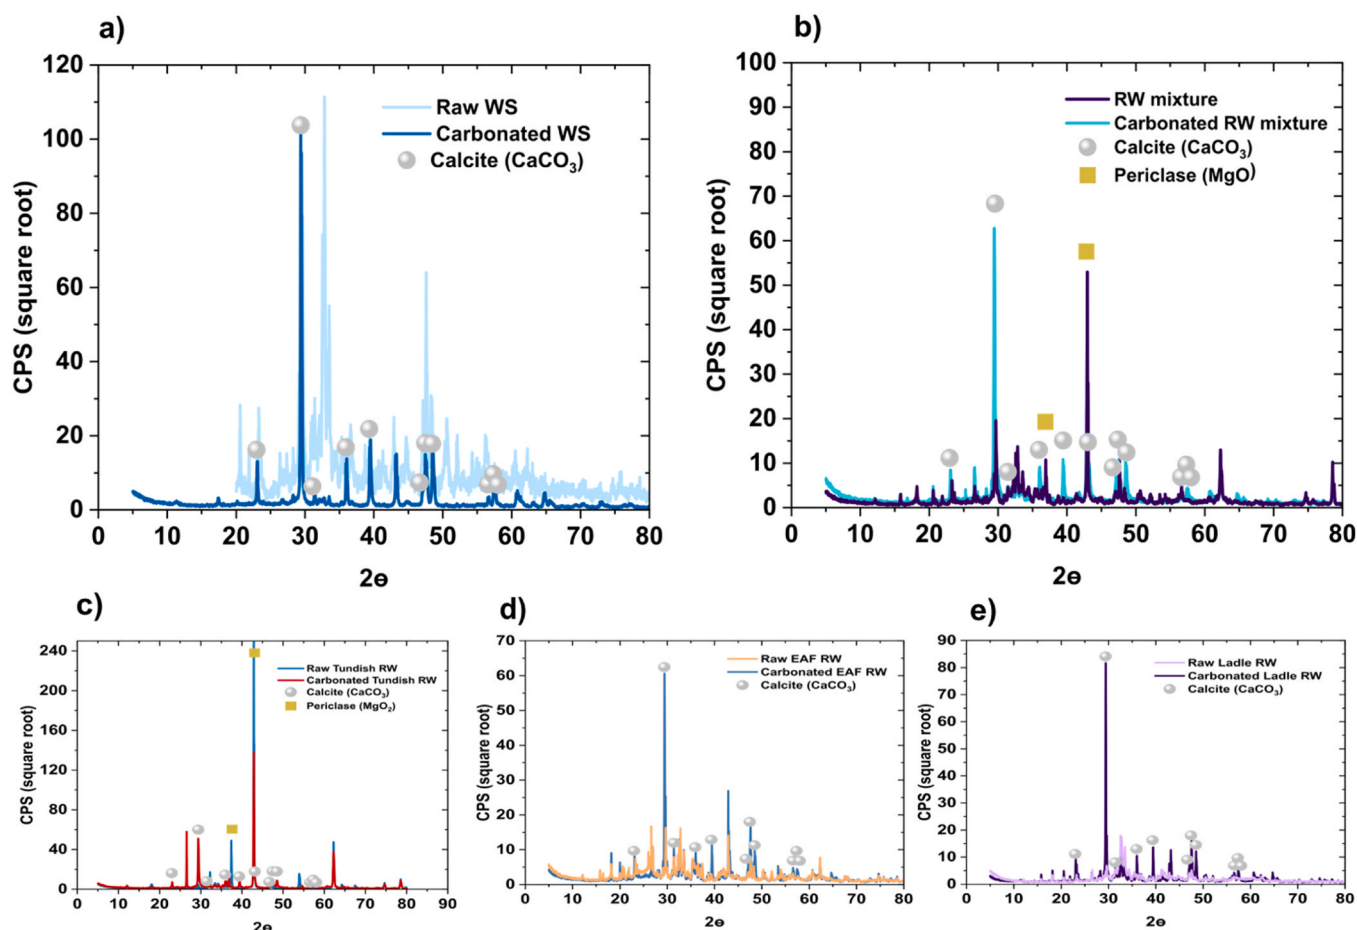 a)
120
100
80
60
40
20
0
CPS (square root)
Raw WS
Carbonated WS
Calcite (CaCO3)
0 10 20 30 40 50 60 70 80
2ɵ
b)
100
90
80
70
60
50
40
30
20
10
0
CPS (square root)
RW mixture
Carbonated RW mixture
Calcite (CaCO3)
Periclase (MgO)
0 10 20 30 40 50 60 70 80
2ɵ
c)
240
200
160
120
80
40
0
CPS (square root)
Raw Tundish RW
Carbonated Tundish RW
Calcite (CaCO3)
Periclase (MgO2)
0 10 20 30 40 50 60 70 80 90
2ɵ
d)
70
60
50
40
30
20
10
0
CPS (square root)
Raw EAF RW
Carbonated EAF RW
Calcite (CaCO3)
0 10 20 30 40 50 60 70 80
2ɵ
e)
90
80
70
60
50
40
30
20
10
0
CPS (square root)
Raw Ladle RW
Carbonated Ladle RW
Calcite (CaCO3)
0 10 20 30 40 50 60 70 80
2ɵ